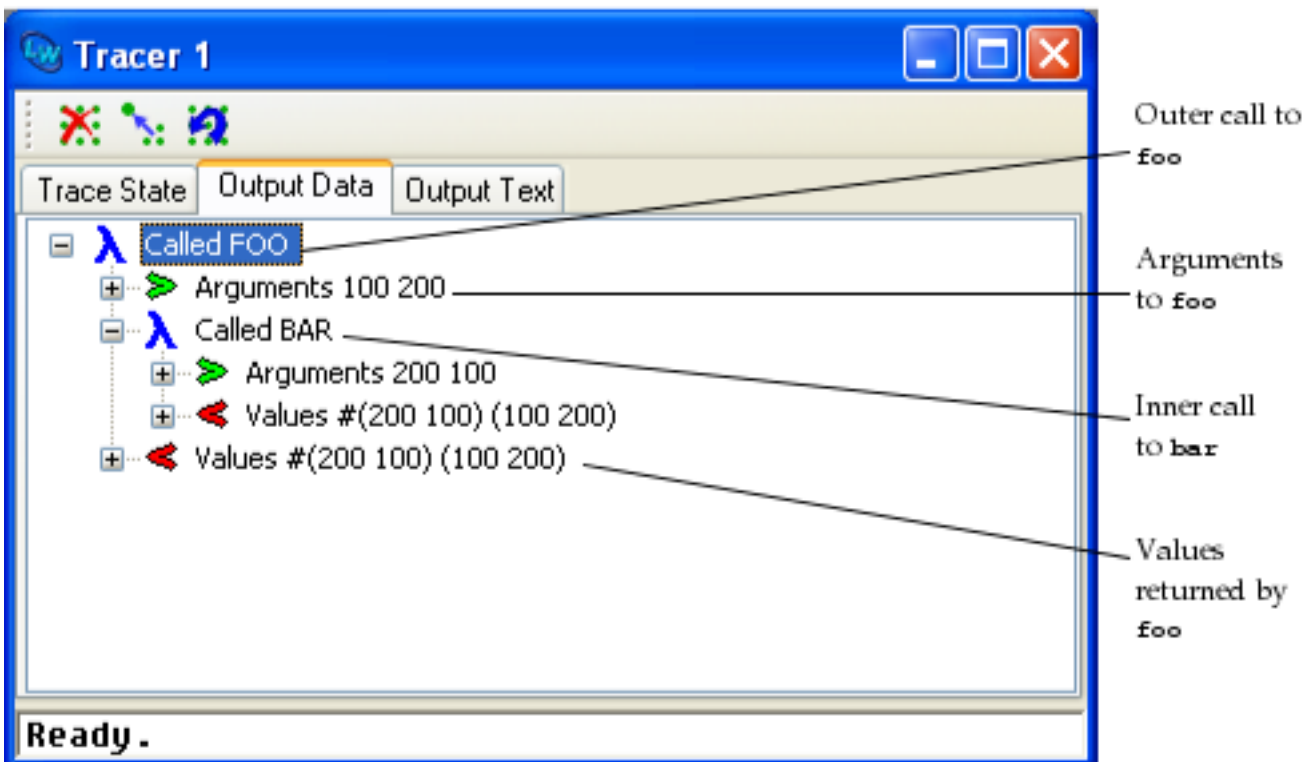 LW Tracer 1
Trace State Output Data Output Text
Called FOO
Arguments 100 200
Called BAR
Arguments 200 100
Values #(200 100) (100 200)
Values #(200 100) (100 200)
Ready.
Outer call to
foo
Arguments
to foo
Inner call
to bar
Values
returned by
foo